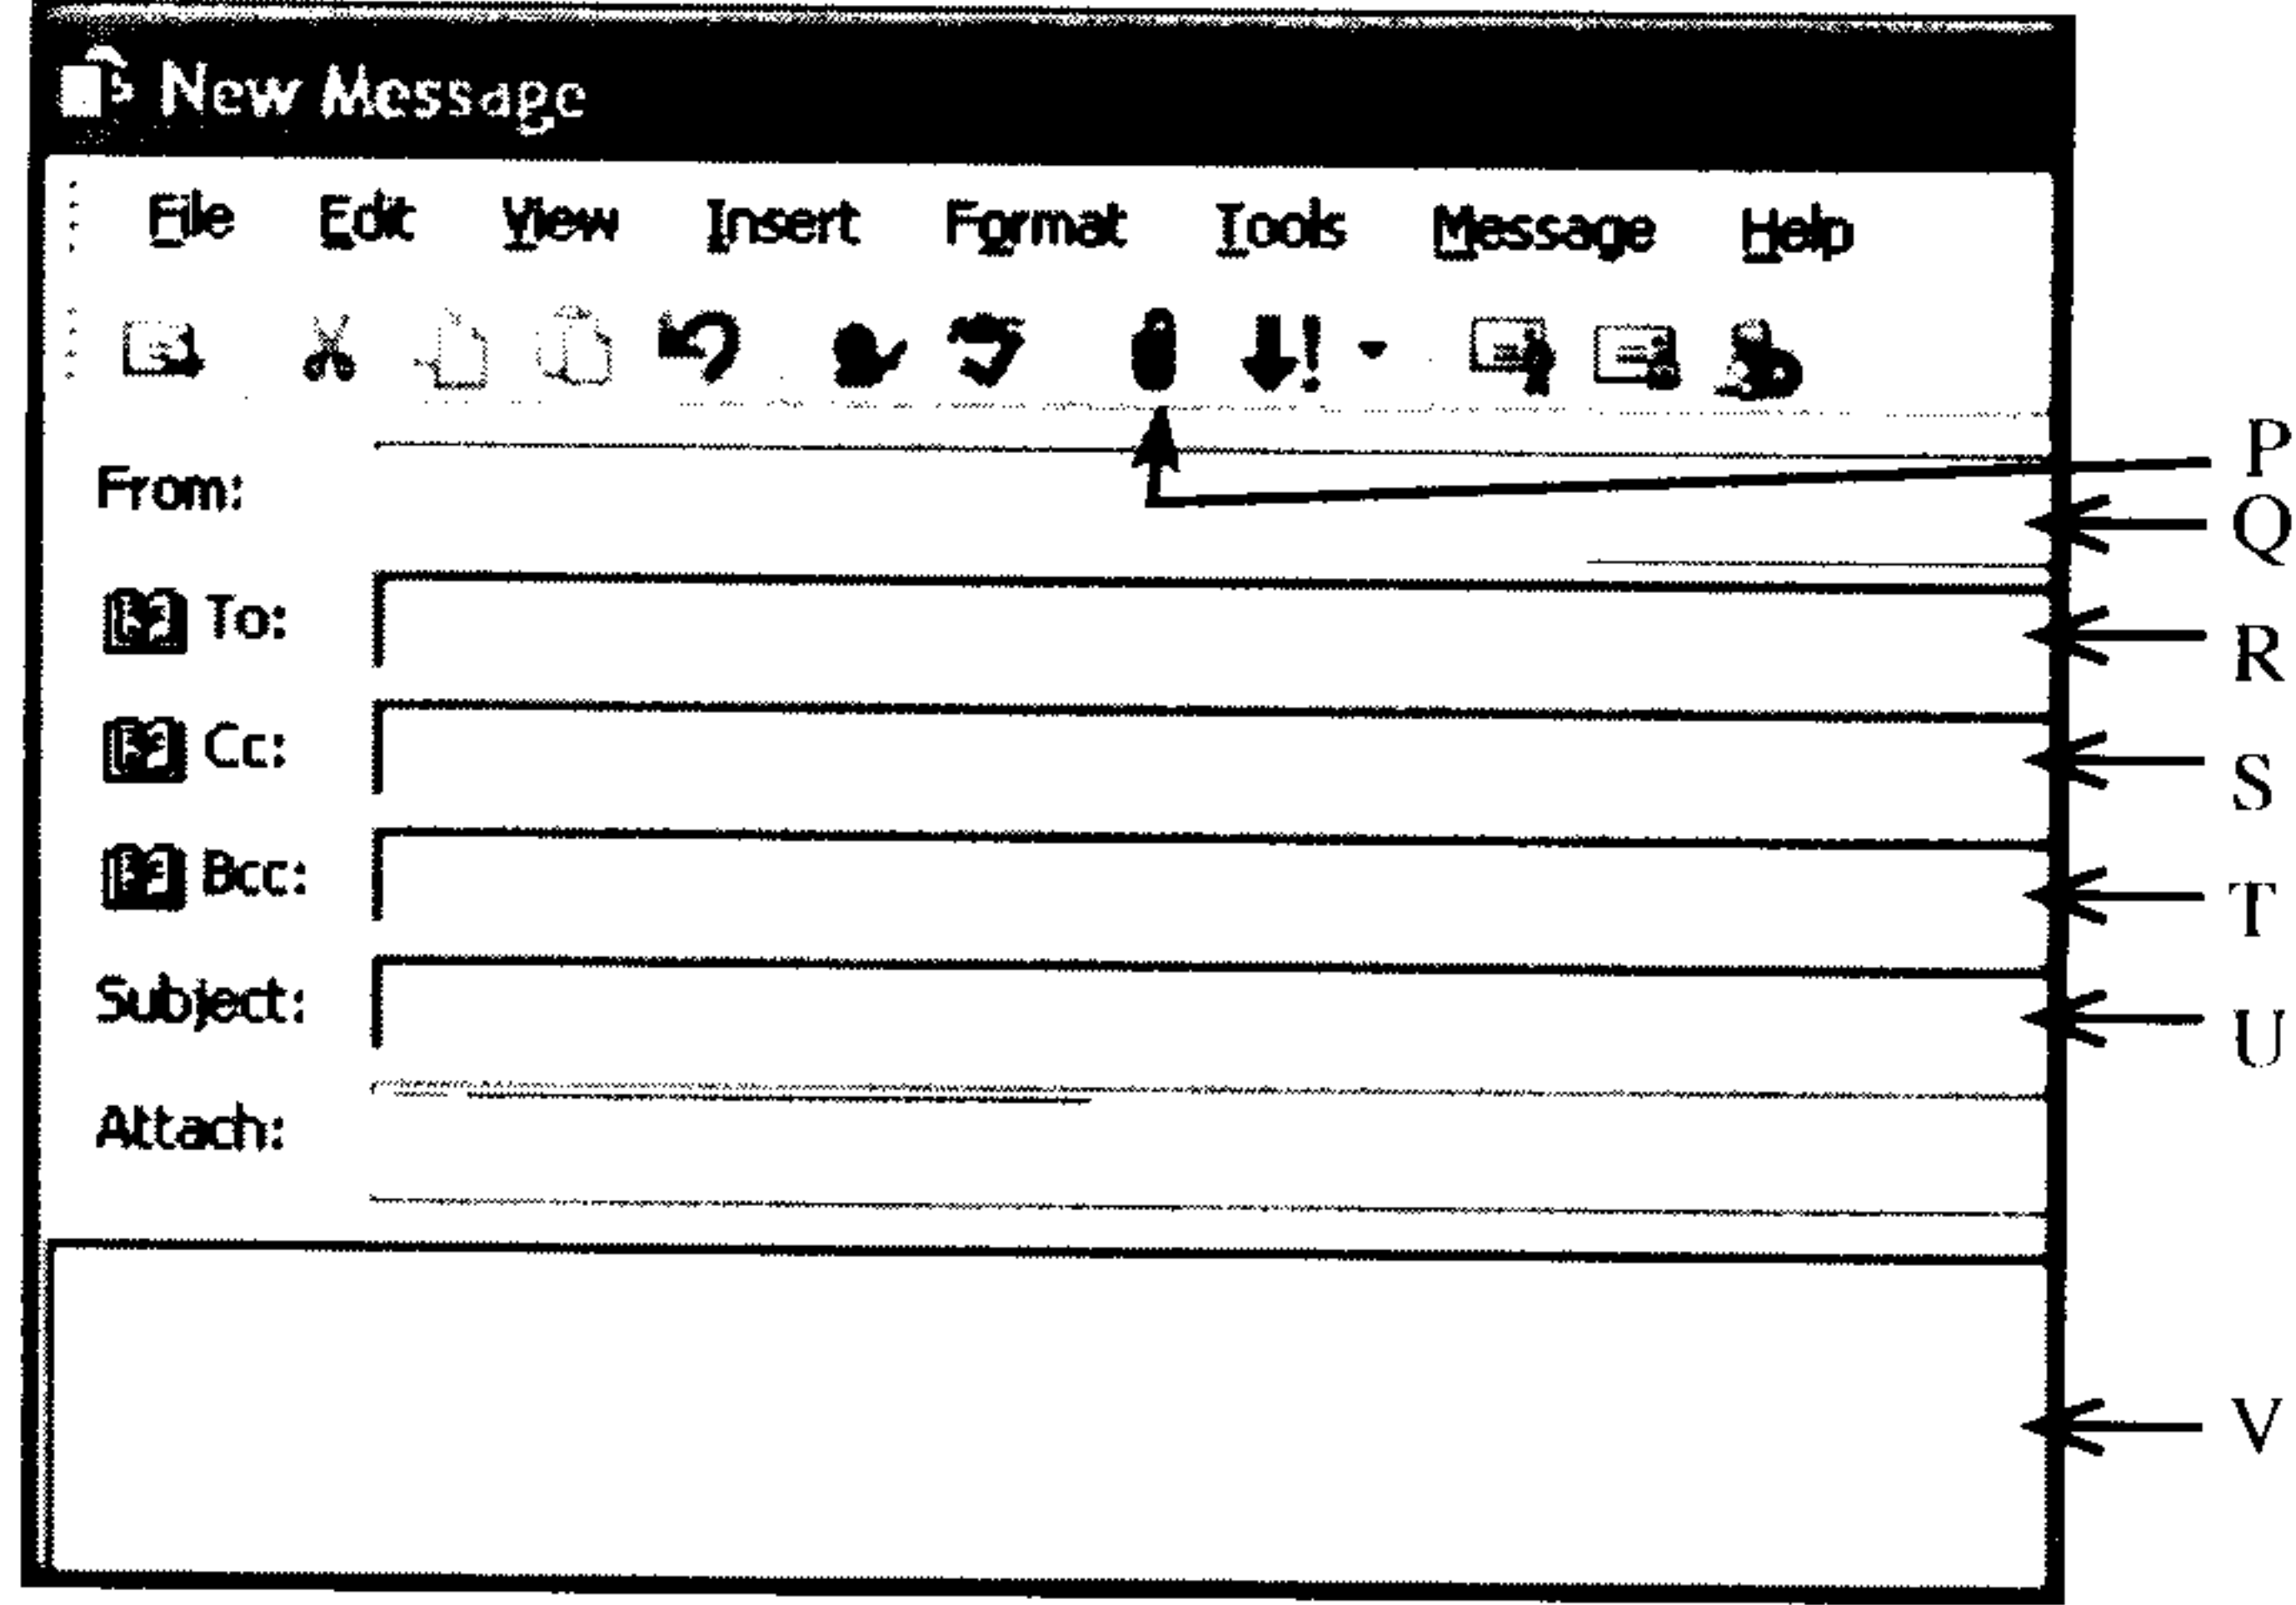 New Message
File Edit View Insert Format Tools Message Help
P
From:
Q
To:
R
Cc:
S
Bcc:
T
Subject:
U
Attach:
V